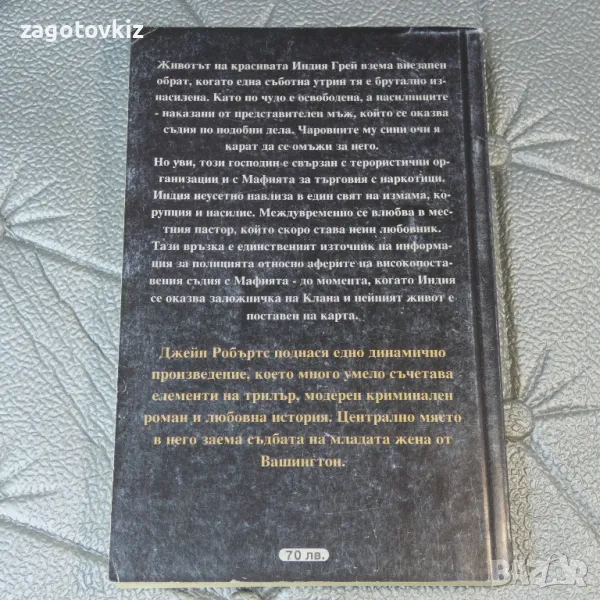 zagotovkiz
Животът на красивата Индия Грей взема внезапен
обрат, когато една съботна утрин тя е брутално из-
насилена. Като по чудо е освободена, а насилниците
- наказани от представителен мъж, който се оказва
съдия по подобни дела. Чаровните му сини очи я
карат да се омъжи за него.
Но уви, този господин е свързан с терористични ор-
ганизации и с Мафията за търговия с наркотици.
Индия неусетно навлиза в един свят на измама, ко-
рупция и насилие. Междувременно се влюбва в мес-
тния пастор, който скоро става неин любовник.
Тази връзка е единственият източник на информа-
ция за полицията относно аферите на високопоста-
вения съдия с Мафията - до момента, когато Индия
се оказва заложничка на Клана и нейният живот е
поставен на карта.
Джейн Робъртс поднася едно динамично
произведение, което много умело съчетава
елементи на трилър, модерен криминален
роман и любовна история. Централно място
в него заема съдбата на младата жена от
Вашингтон.
70 лв.
BAZAR